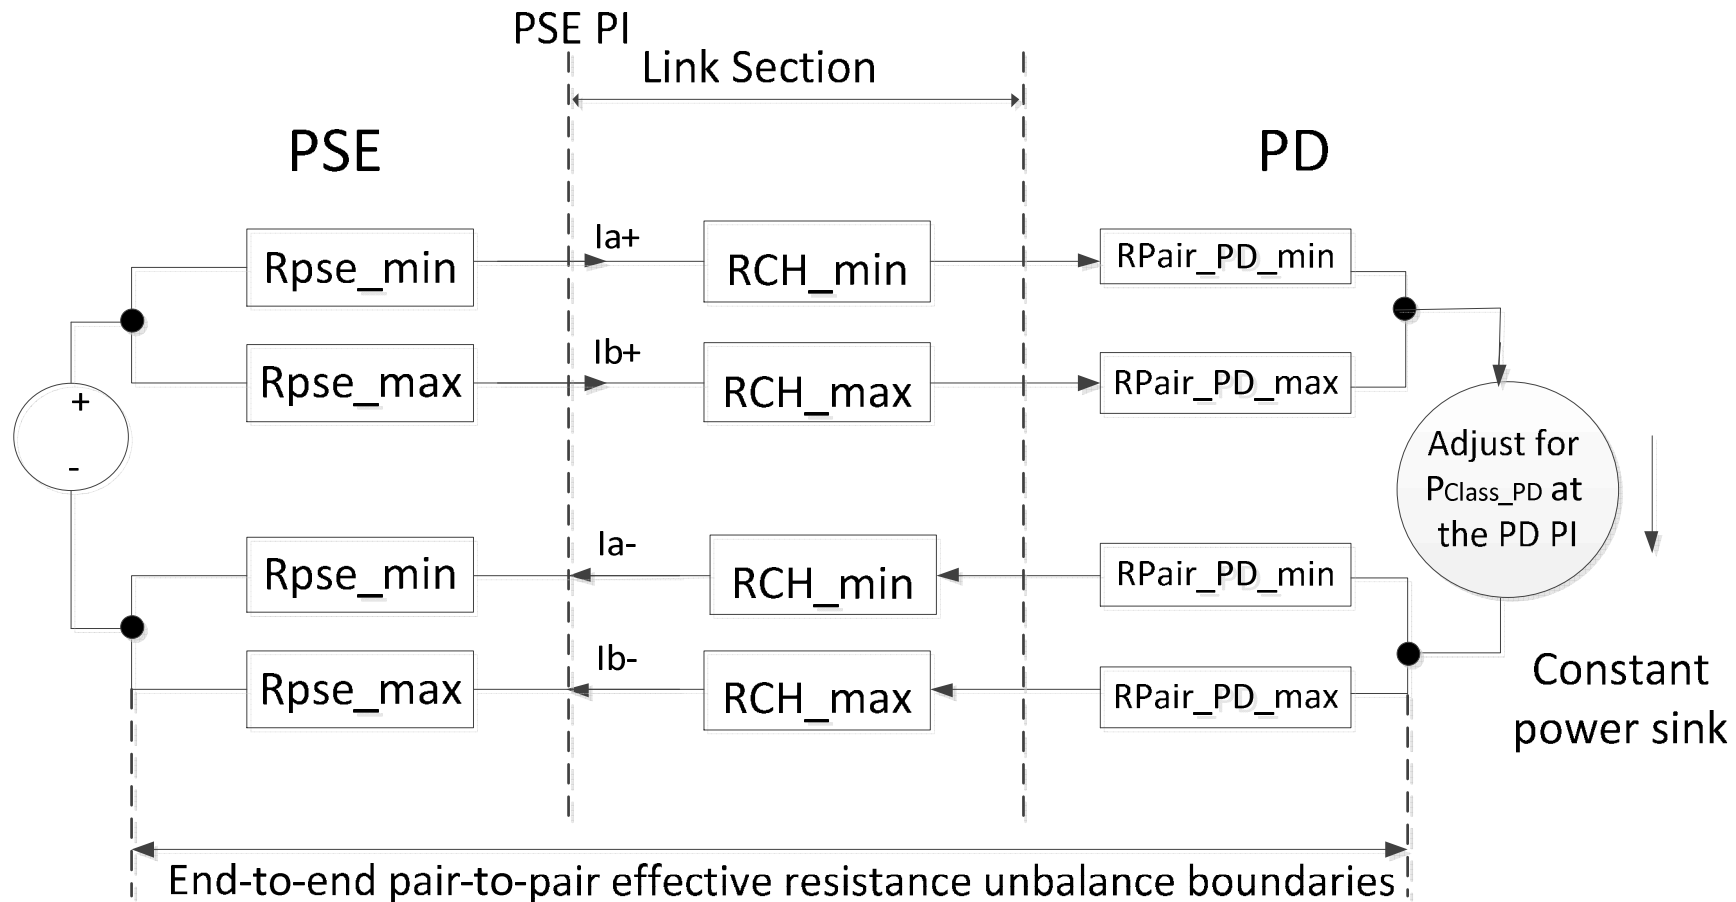 PSE PI
Link Section
PSE
PD
Ia+
Rpse_min
RCH_min
RPair_PD_min
Ib+
Rpse_max
RCH_max
RPair_PD_max
+
-
Adjust for
PClass_PD at
the PD PI
Ia-
Rpse_min
RCH_min
RPair_PD_min
Ib-
Rpse_max
RCH_max
RPair_PD_max
Constant
power sink
End-to-end pair-to-pair effective resistance unbalance boundaries